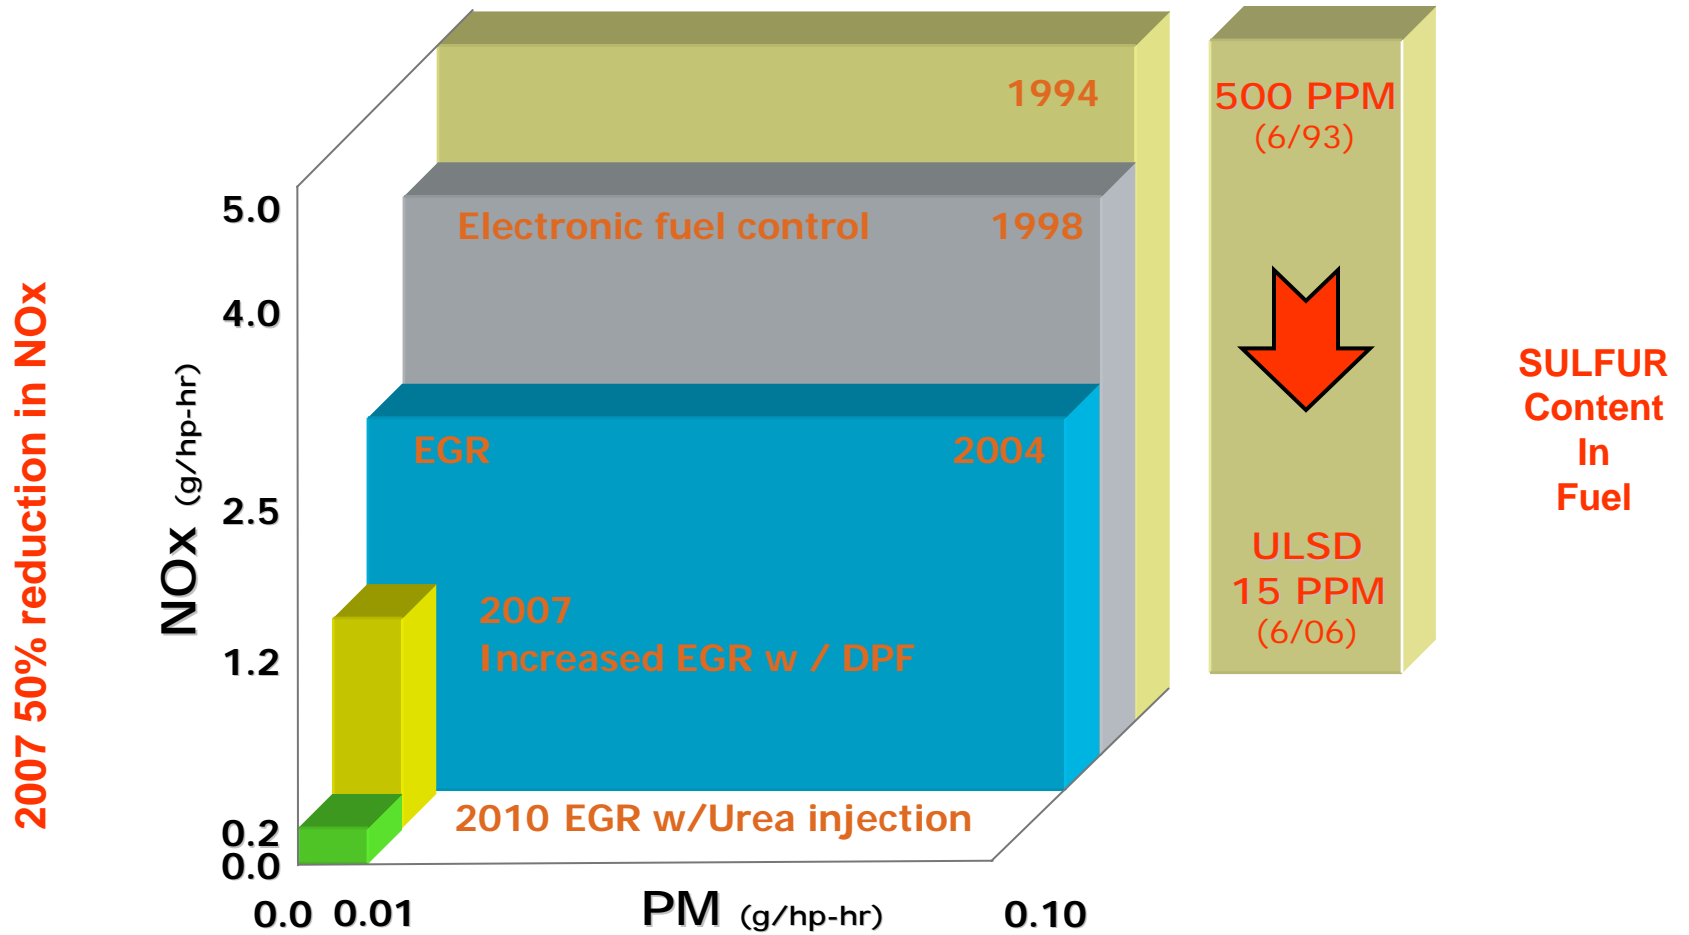 1994
500 PPM
(6/93)
5.0
Electronic fuel control 1998
4.0
2007 50% reduction in NOx
NOx (g/hp-hr)
SULFUR
Content
In
Fuel
EGR 2004
2.5
ULSD
15 PPM
(6/06)
2007
Increased EGR w / DPF
1.2
2010 EGR w/Urea injection
0.2
0.0
0.0 0.01 PM (g/hp-hr) 0.10